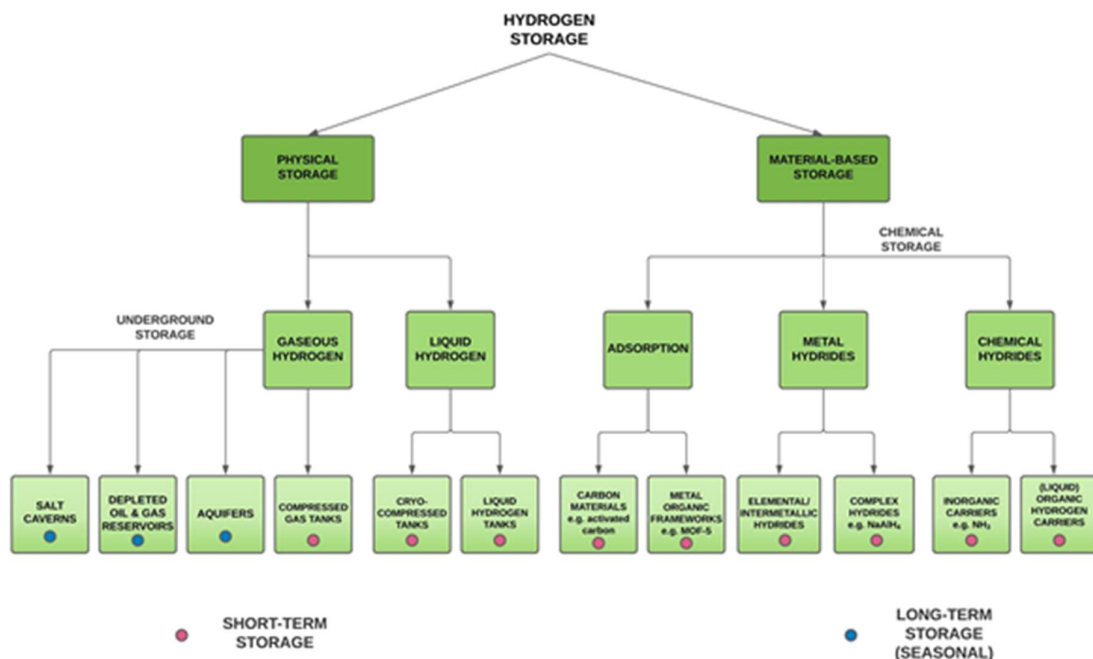 HYDROGEN
STORAGE
PHYSICAL
STORAGE
MATERIAL-BASED
STORAGE
CHEMICAL
STORAGE
UNDERGROUND
STORAGE
GASEOUS
HYDROGEN
LIQUID
HYDROGEN
ADSORPTION
METAL
HYDRIDES
CHEMICAL
HYDRIDES
SALT
CAVERNS
DEPLETED
OIL & GAS
RESERVOIRS
AQUIFERS
COMPRESSED
GAS TANKS
CRYO-
COMPRESSED
TANKS
LIQUID
HYDROGEN
TANKS
CARBON
MATERIALS
e.g. activated
carbon
METAL
ORGANIC
FRAMEWORKS
e.g. MOF-5
ELEMENTAL/
INTERMETALLIC
HYDRIDES
COMPLEX
HYDRIDES
e.g. NaAlH₄
INORGANIC
CARRIERS
e.g. NH₃
(LIQUID)
ORGANIC
HYDROGEN
CARRIERS
SHORT-TERM
STORAGE
LONG-TERM
STORAGE
(SEASONAL)